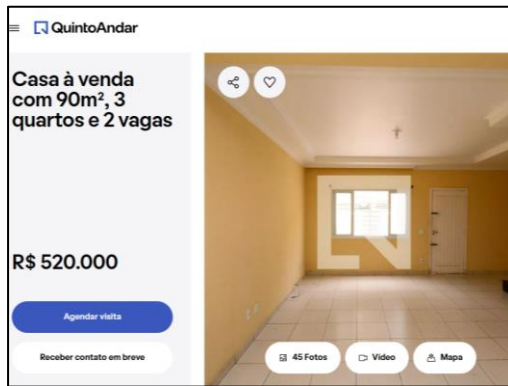 QuintoAndar
Casa à venda
com 90m², 3
quartos e 2 vagas
R$ 520.000
Agendar visita
Receber contato em breve
45 Fotos
Vídeo
Mapa